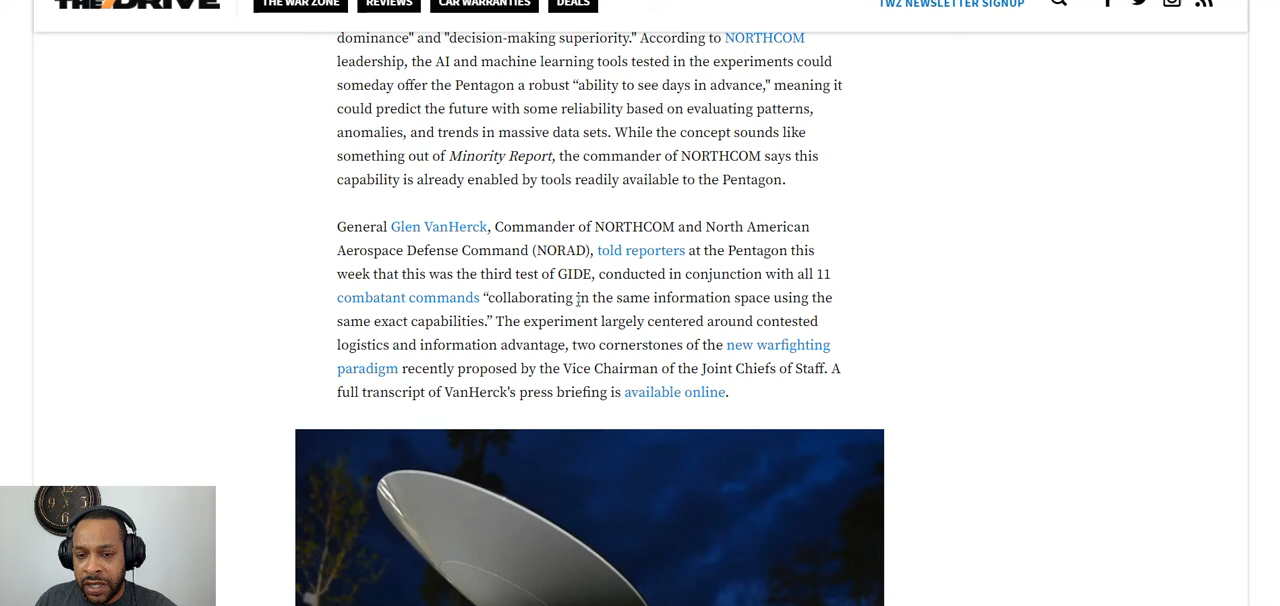 THE DRIVE
THE WAR ZONE REVIEWS CAR WARRANTIES DEALS TWZ NEWSLETTER SIGNUP
dominance" and "decision-making superiority." According to NORTHCOM
leadership, the AI and machine learning tools tested in the experiments could
someday offer the Pentagon a robust “ability to see days in advance," meaning it
could predict the future with some reliability based on evaluating patterns,
anomalies, and trends in massive data sets. While the concept sounds like
something out of Minority Report, the commander of NORTHCOM says this
capability is already enabled by tools readily available to the Pentagon.
General Glen VanHerck, Commander of NORTHCOM and North American
Aerospace Defense Command (NORAD), told reporters at the Pentagon this
week that this was the third test of GIDE, conducted in conjunction with all 11
combatant commands “collaborating in the same information space using the
same exact capabilities.” The experiment largely centered around contested
logistics and information advantage, two cornerstones of the new warfighting
paradigm recently proposed by the Vice Chairman of the Joint Chiefs of Staff. A
full transcript of VanHerck's press briefing is available online.
9
6